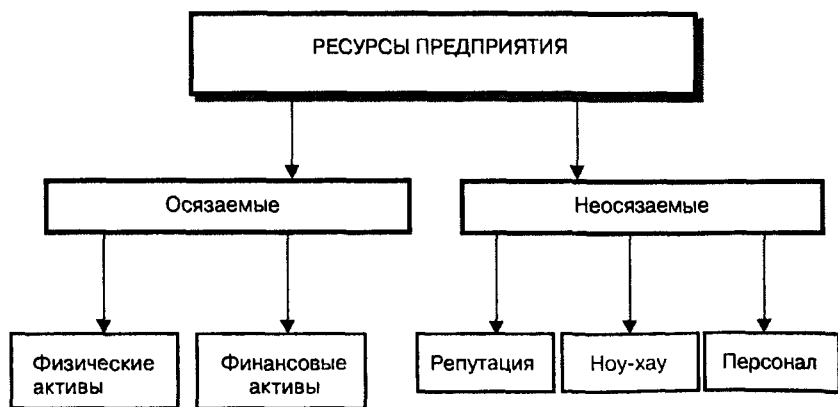 РЕСУРСЫ ПРЕДПРИЯТИЯ
Осязаемые
Неосязаемые
Физические
активы
Финансовые
активы
Репутация
Ноу-хау
Персонал